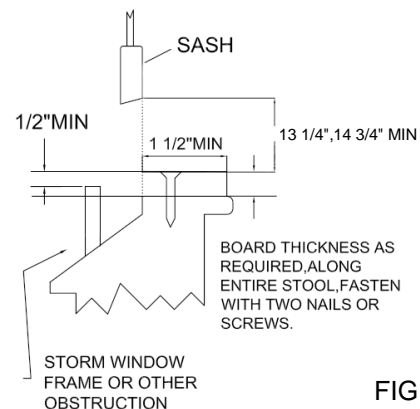 SASH
1/2"MIN
1 1/2"MIN
13 1/4",14 3/4" MIN
BOARD THICKNESS AS
REQUIRED,ALONG
ENTIRE STOOL,FASTEN
WITH TWO NAILS OR
SCREWS.
STORM WINDOW
FRAME OR OTHER
OBSTRUCTION
FIG